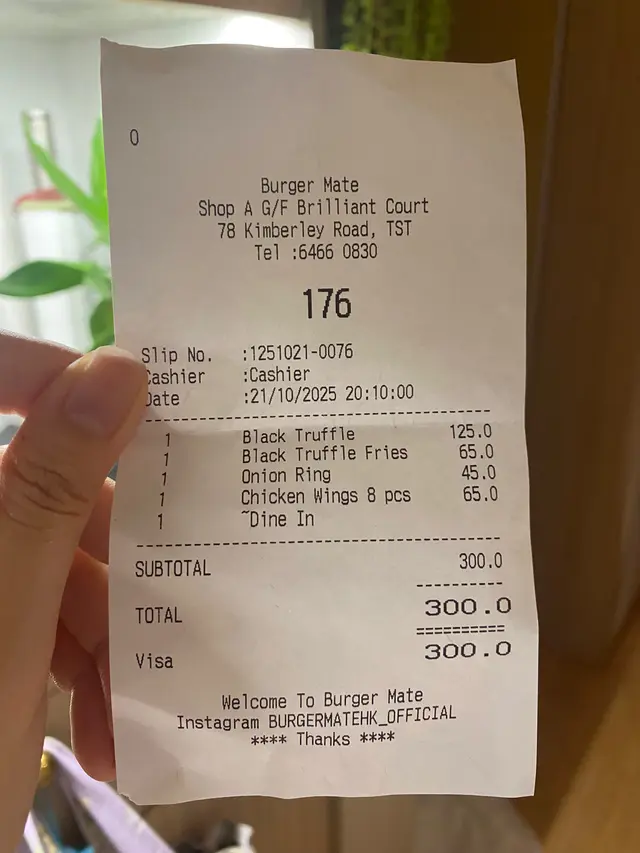 0
Burger Mate
Shop A G/F Brilliant Court
78 Kimberley Road, TST
Tel :6466 0830
176
Slip No. :1251021-0076
Cashier :Cashier
Date :21/10/2025 20:10:00
1 Black Truffle 125.0
1 Black Truffle Fries 65.0
1 Onion Ring 45.0
1 Chicken Wings 8 pcs 65.0
1 ~Dine In
SUBTOTAL 300.0
TOTAL 300.0
Visa 300.0
Welcome To Burger Mate
Instagram BURGERMATEHK_OFFICIAL
**** Thanks ****